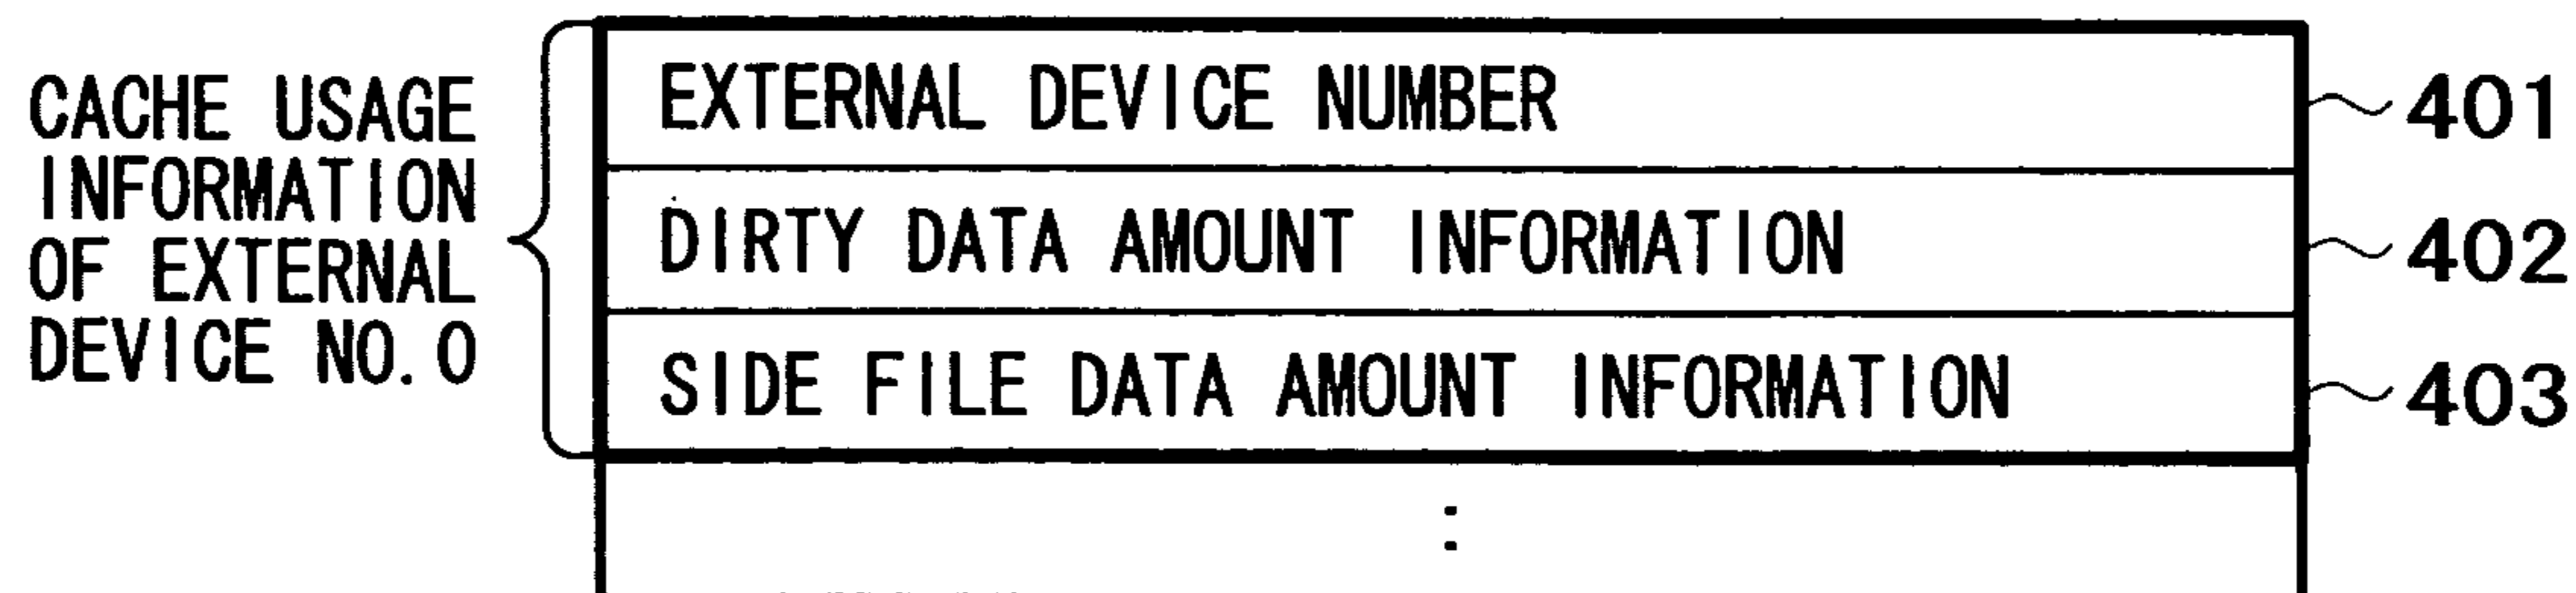 CACHE USAGE
INFORMATION
OF EXTERNAL
DEVICE NO.0
EXTERNAL DEVICE NUMBER
401
DIRTY DATA AMOUNT INFORMATION
402
SIDE FILE DATA AMOUNT INFORMATION
403
: